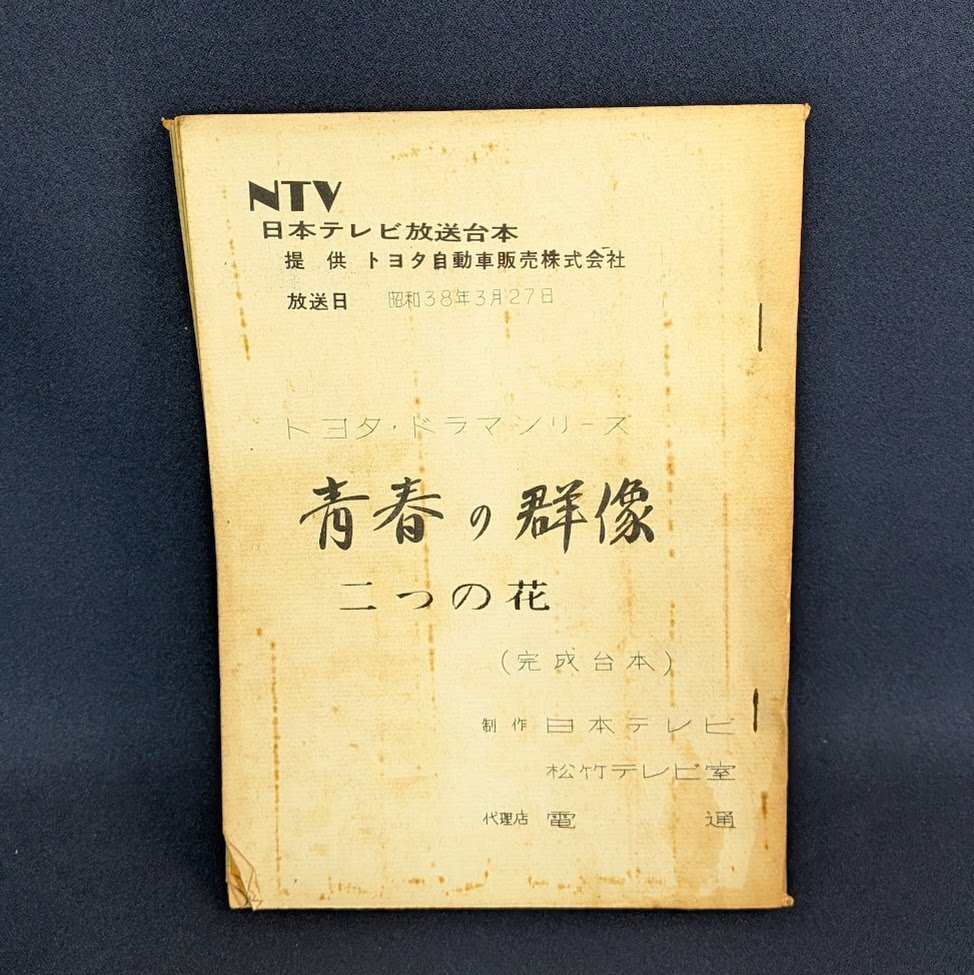 NTV
日本テレビ放送台本
提供 トヨタ自動車販売株式会社
放送日 昭和38年3月27日
トヨタ・ドラマシリーズ
青春の群像
二つの花
(完成台本)
制作 日本テレビ
松竹テレビ室
代理店 電通